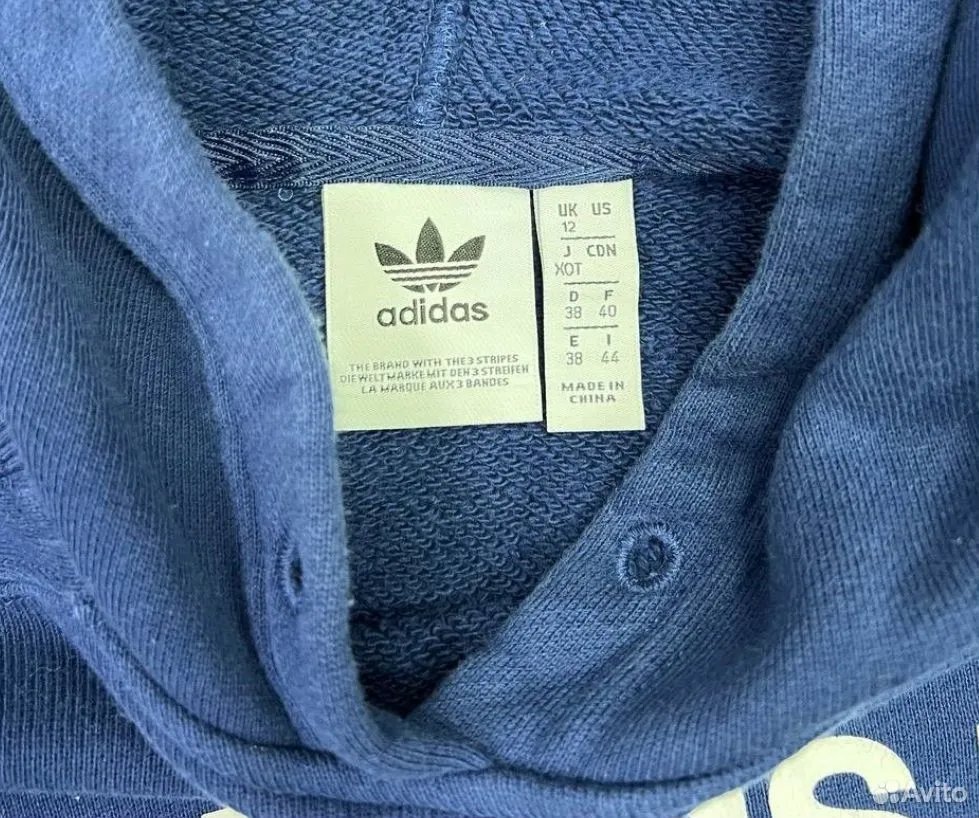 adidas
THE BRAND WITH THE 3 STRIPES
DIE WELTMARKE MIT DEN 3 STREIFEN
LA MARQUE AUX 3 BANDES
UK US
12
J CDN
XOT
D F
38 40
E I
38 44
MADE IN
CHINA
Avito